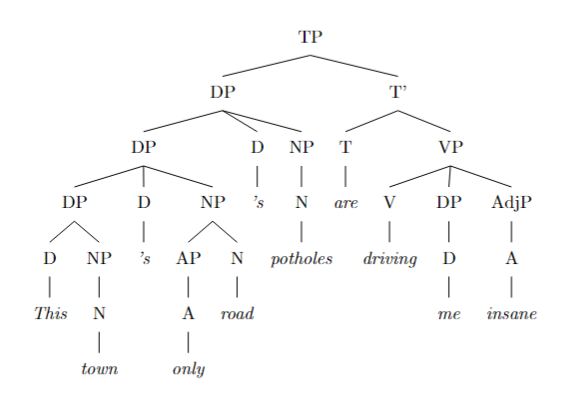 TP
DP T'
DP D NP T VP
DP D NP 's N are V DP AdjP
D NP 's AP N potholes driving D A
This N A road me insane
town only